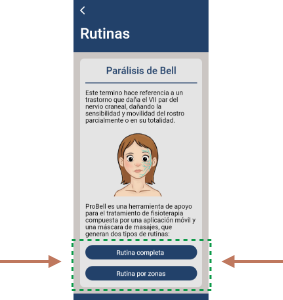 Rutinas
Parálisis de Bell
Este termino hace referencia a un
trastorno que daña el VII par del
nervio craneal, dañando la
sensibilidad y movilidad del rostro
parcialmente o en su totalidad.
ProBell es una herramienta de apoyo
para el tratamiento de fisioterapia
compuesta por una aplicación móvil y
una máscara de masajes, que
generan dos tipos de rutinas:
Rutina completa
Rutina por zonas